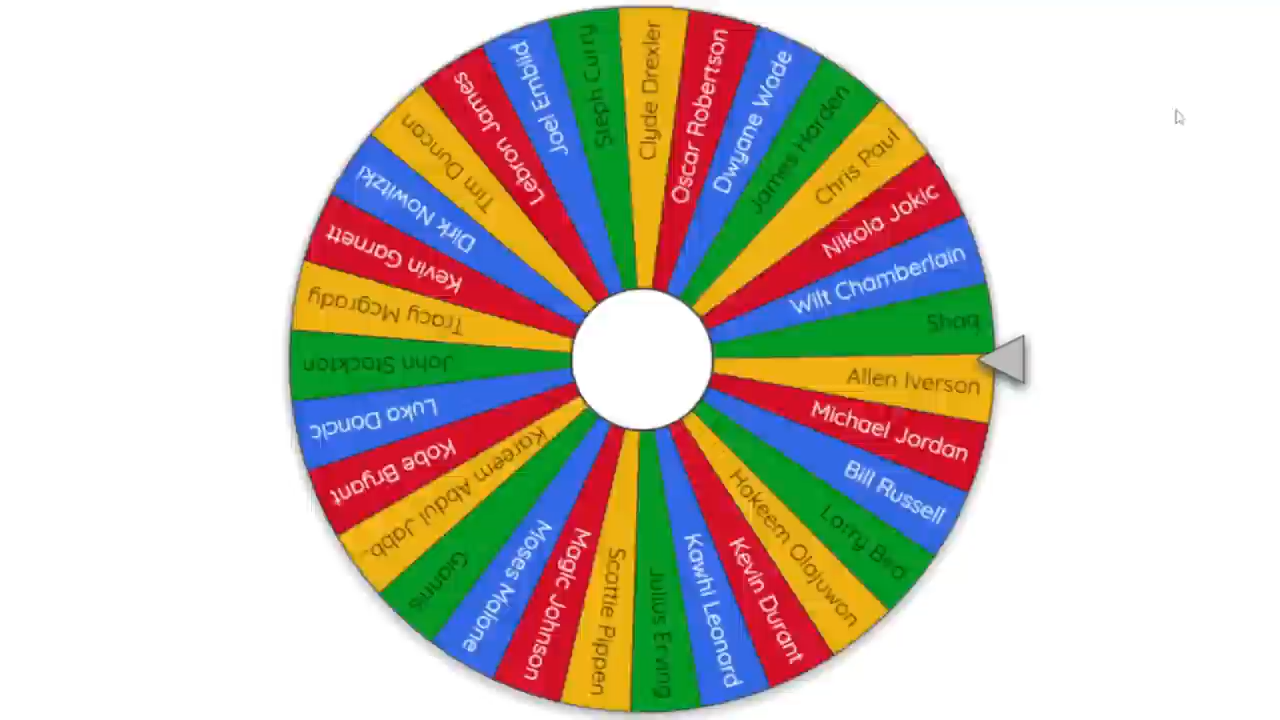 Clyde Drexler
Oscar Robertson
Dwyane Wade
James Harden
Chris Paul
Nikola Jokic
Wilt Chamberlain
Shaq
Allen Iverson
Michael Jordan
Bill Russell
Larry Bird
Hakeem Olajuwon
Kevin Durant
Kawhi Leonard
Julius Erving
Scottie Pippen
Magic Johnson
Moses Malone
Giannis
Kareem Abdul Jabb...
Kobe Bryant
Luka Doncic
John Stockton
Tracy Mcgrady
Kevin Garnett
Dirk Nowitzki
Tim Duncan
Lebron James
Joel Embiid
Steph Curry